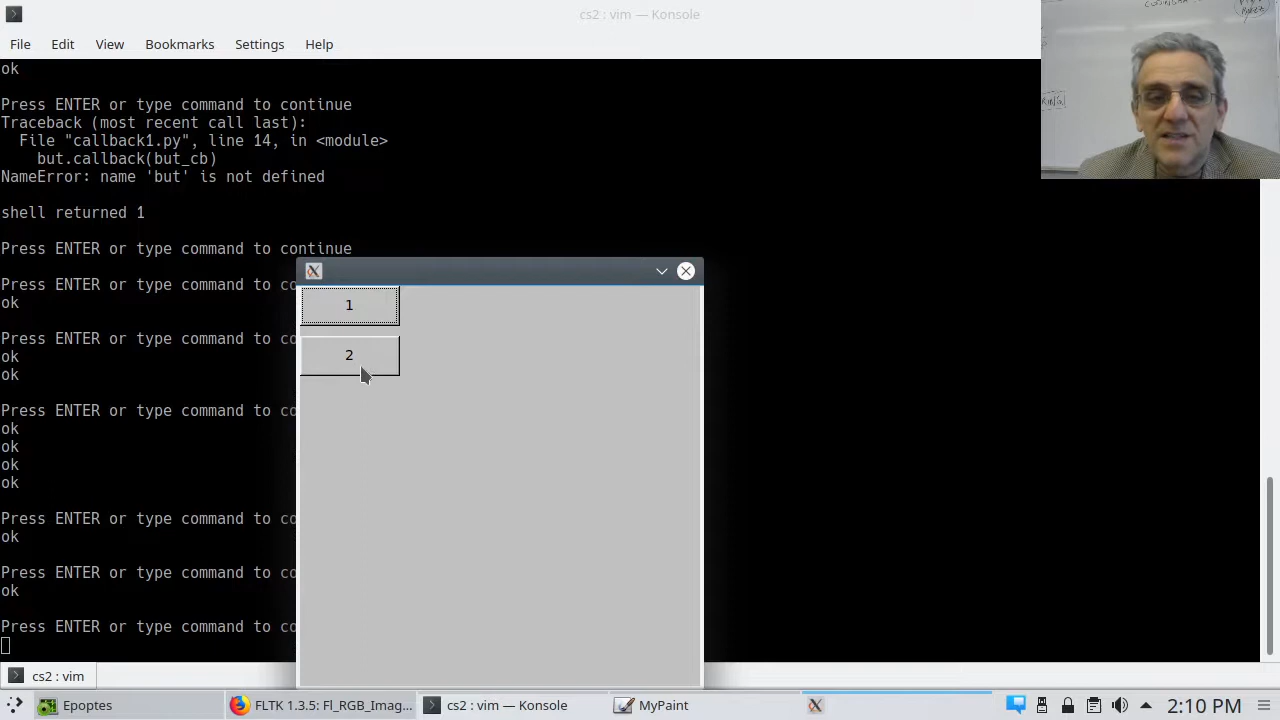 cs2 : vim — Konsole
File Edit View Bookmarks Settings Help
ok
Press ENTER or type command to continue
Traceback (most recent call last):
File "callback1.py", line 14, in <module>
but.callback(but_cb)
NameError: name 'but' is not defined
shell returned 1
Press ENTER or type command to continue
Press ENTER or type command to co
ok
Press ENTER or type command to co
ok
ok
Press ENTER or type command to co
ok
ok
ok
ok
Press ENTER or type command to co
ok
Press ENTER or type command to co
ok
Press ENTER or type command to co
1
2
cs2 : vim
Epoptes
FLTK 1.3.5: Fl_RGB_Imag...
cs2 : vim — Konsole
MyPaint
2:10 PM